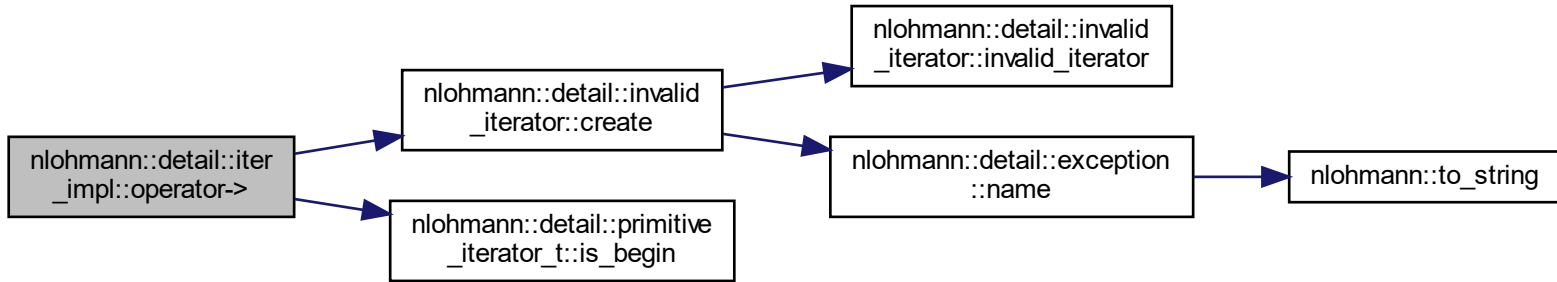 nlohmann::detail::iter
_impl::operator->
nlohmann::detail::invalid
_iterator::create
nlohmann::detail::primitive
_iterator_t::is_begin
nlohmann::detail::invalid
_iterator::invalid_iterator
nlohmann::detail::exception
::name
nlohmann::to_string